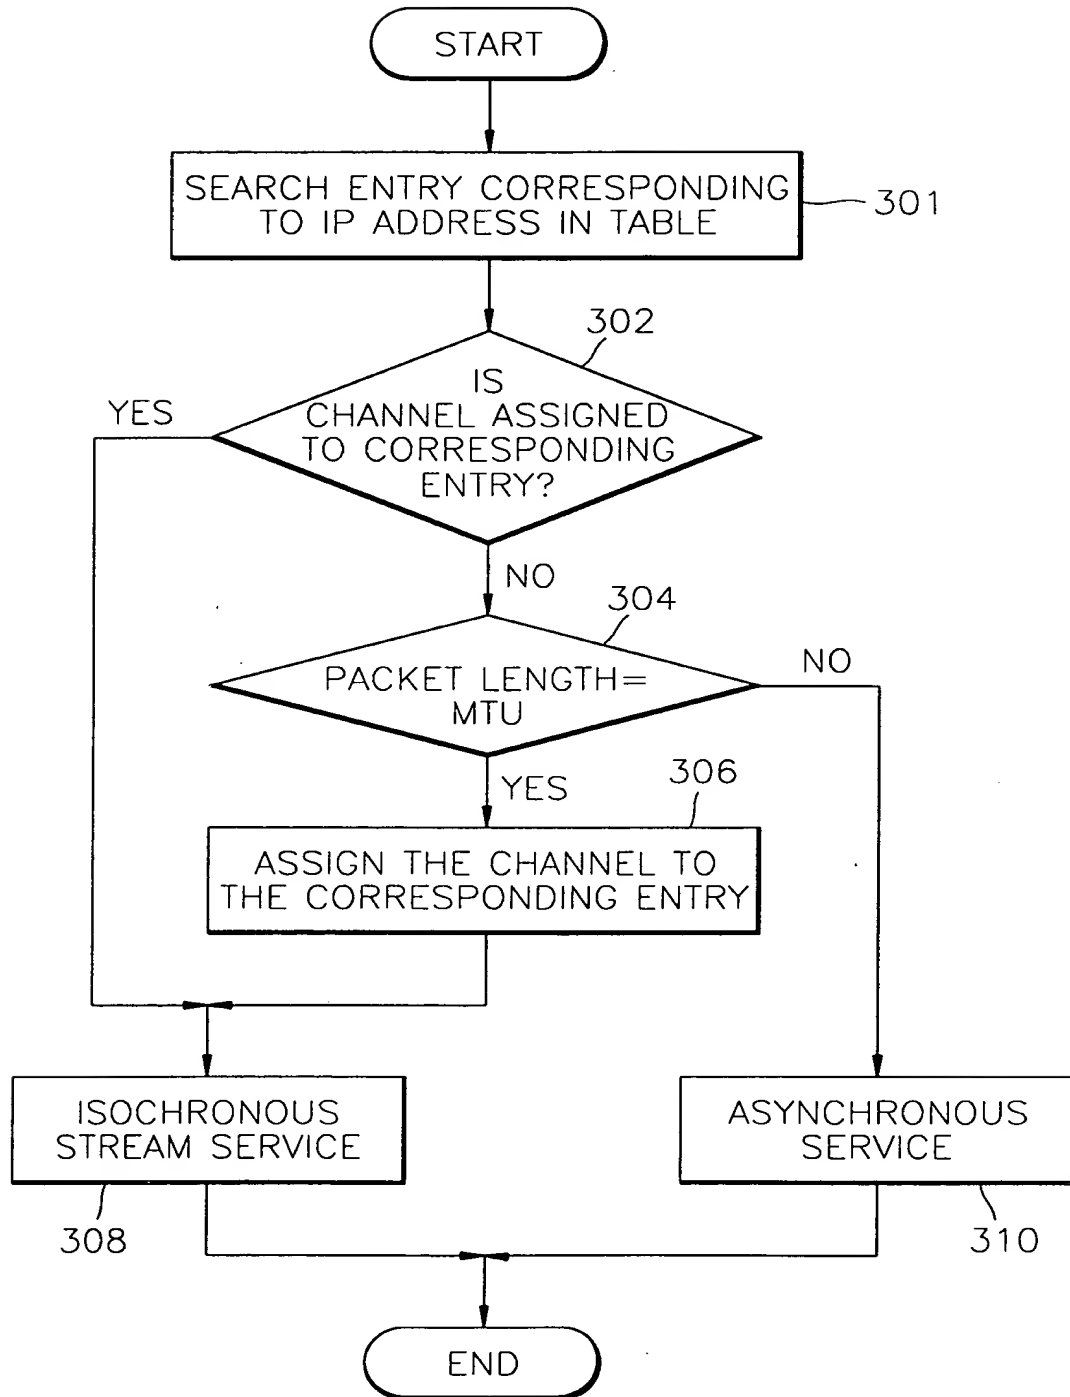 START
SEARCH ENTRY CORRESPONDING
TO IP ADDRESS IN TABLE
301
302
IS
CHANNEL ASSIGNED
TO CORRESPONDING
ENTRY?
YES
NO
304
PACKET LENGTH=
MTU
NO
YES
306
ASSIGN THE CHANNEL TO
THE CORRESPONDING ENTRY
ISOCHRONOUS
STREAM SERVICE
308
ASYNCHRONOUS
SERVICE
310
END